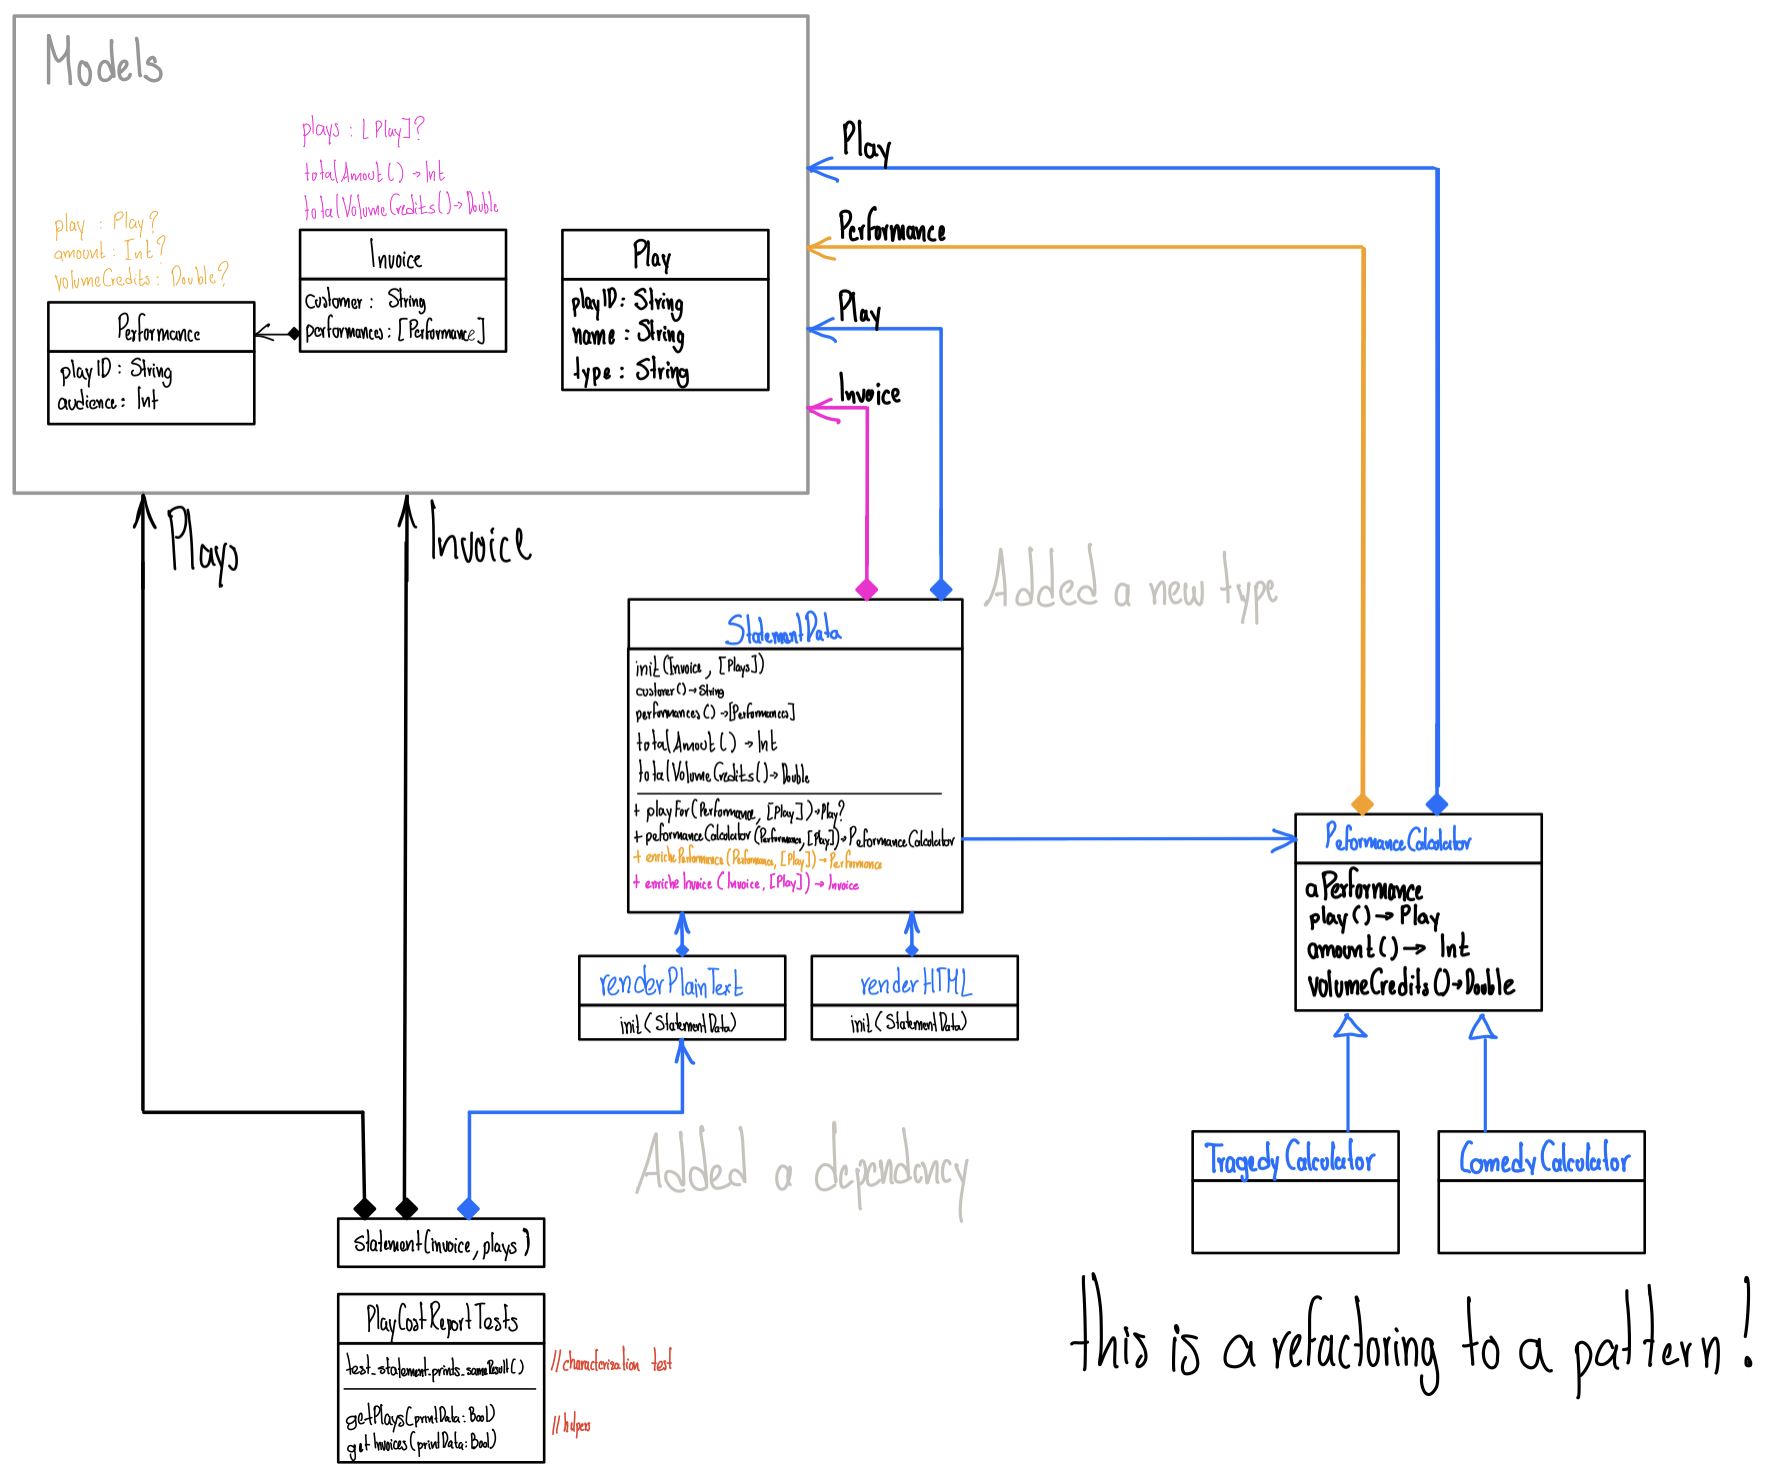 Models
plays : [Play]?
totalAmout() → Int
totalVolumeCredits() → Double
play : Play?
amount : Int?
volumeCredits : Double?
Invoice
customer : String
performances : [Performance]
Performance
playID : String
audience : Int
Play
playID : String
name : String
type : String
Play
Performance
Play
Invoice
Plays
Invoice
Added a new type
StatementData
init(Invoice, [Plays])
customer() → String
performances() → [Performances]
totalAmout() → Int
totalVolumeCredits() → Double
+ playFor(Performance, [Play]) → Play?
+ peformanceCalculator(Performance, [Play]) → PeformanceCalculator
+ enrichePerformance(Performance, [Play]) → Performance
+ enricheInvoice(Invoice, [Play]) → Invoice
PeformanceCalculator
aPerformance
play() → Play
amount() → Int
volumeCredits() → Double
renderPlainText
init(StatementData)
renderHTML
init(StatementData)
Added a dependency
TragedyCalculator
ComedyCalculator
statement(invoice, plays)
PlayCostReportTests
test_statement_prints_sameResult()
//characterization test
getPlays(printData: Bool)
getInvoices(printData: Bool)
//helpers
this is a refactoring to a pattern!